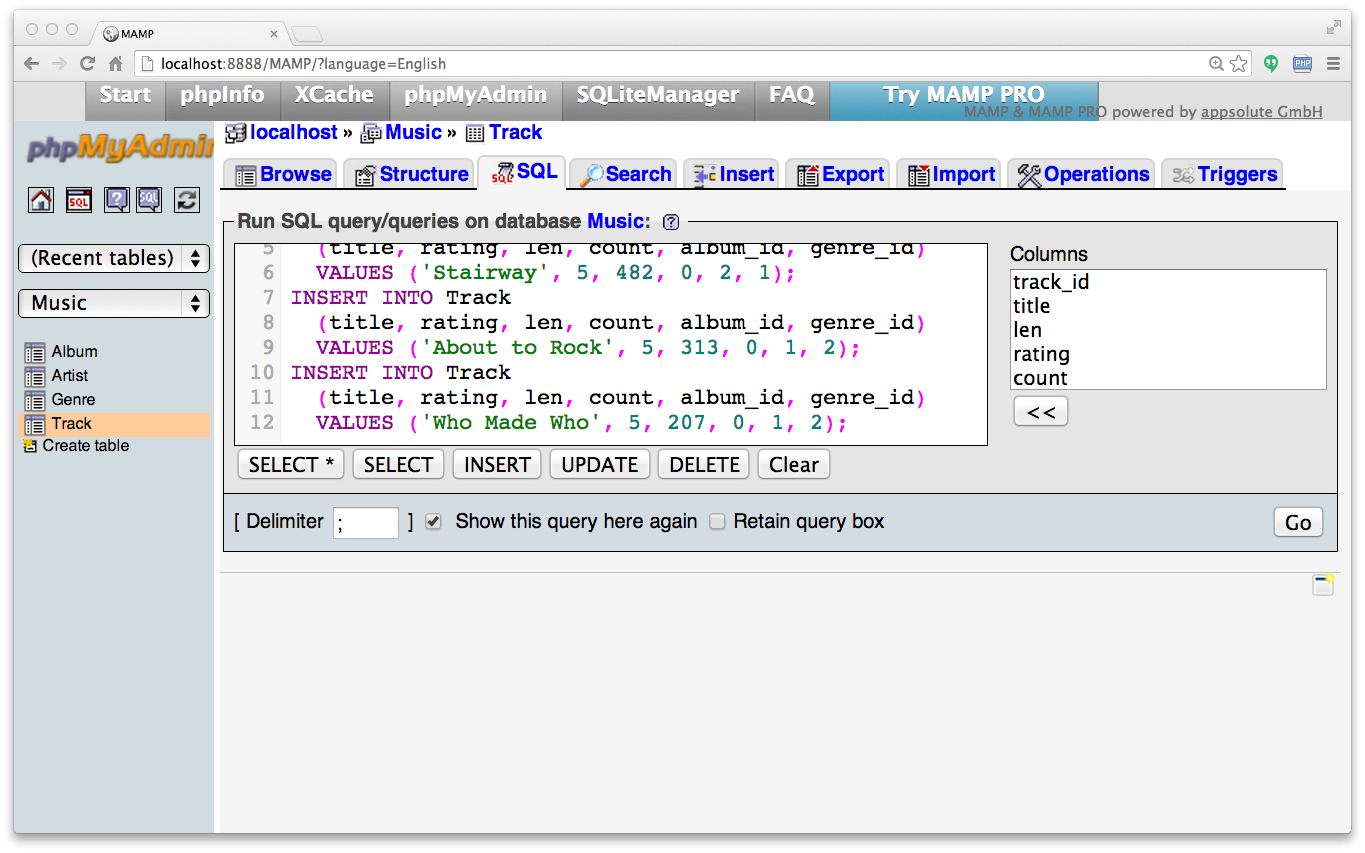 MAMP
localhost:8888/MAMP/?language=English
Start phpInfo XCache phpMyAdmin SQLiteManager FAQ Try MAMP PRO
MAMP & MAMP PRO powered by appsolute GmbH
phpMyAdmin
localhost » Music » Track
Browse Structure SQL Search Insert Export Import Operations Triggers
(Recent tables)
Music
Album
Artist
Genre
Track
Create table
Run SQL query/queries on database Music:
5 (title, rating, len, count, album_id, genre_id)
6 VALUES ('Stairway', 5, 482, 0, 2, 1);
7 INSERT INTO Track
8 (title, rating, len, count, album_id, genre_id)
9 VALUES ('About to Rock', 5, 313, 0, 1, 2);
10 INSERT INTO Track
11 (title, rating, len, count, album_id, genre_id)
12 VALUES ('Who Made Who', 5, 207, 0, 1, 2);
Columns
track_id
title
len
rating
count
<<
SELECT * SELECT INSERT UPDATE DELETE Clear
[ Delimiter ; ] Show this query here again Retain query box Go